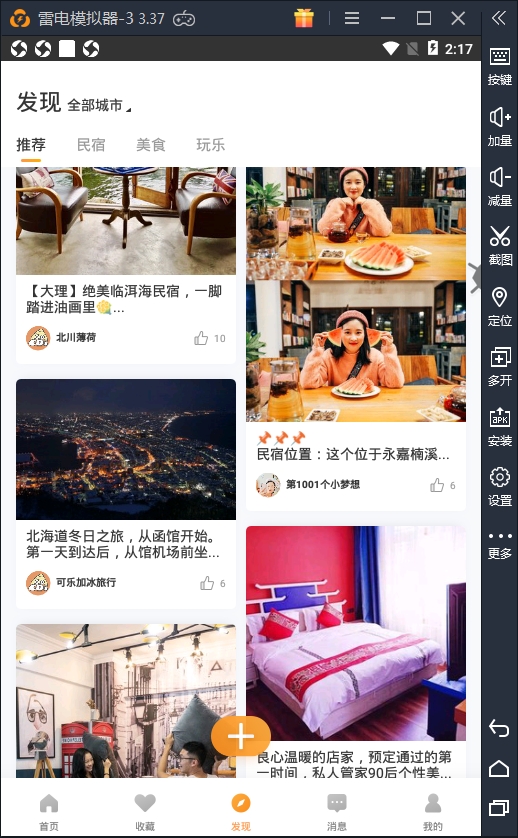 雷电模拟器-3 3.37
2:17
发现 全部城市
推荐 民宿 美食 玩乐
【大理】绝美临洱海民宿，一脚
踏进油画里💐...
北川薄荷 10
北海道冬日之旅，从函馆开始。
第一天到达后，从馆机场前坐...
可乐加冰旅行 6
📌📌📌
民宿位置：这个位于永嘉楠溪...
第1001个小梦想 6
良心温暖的店家，预定通过的第
一时间，私人管家90后个性美...
首页 收藏 发现 消息 我的
按键
加量
减量
截图
定位
多开
APK
安装
设置
更多